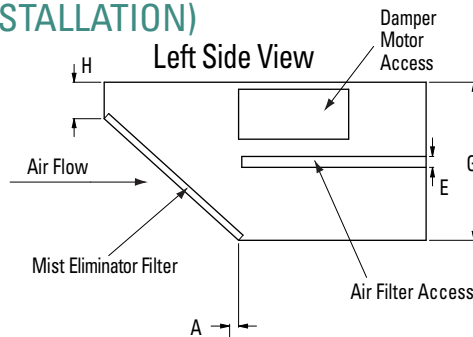 STALLATION)
Left Side View
Damper
Motor
Access
H
G
Air Flow
E
Mist Eliminator Filter
Air Filter Access
A